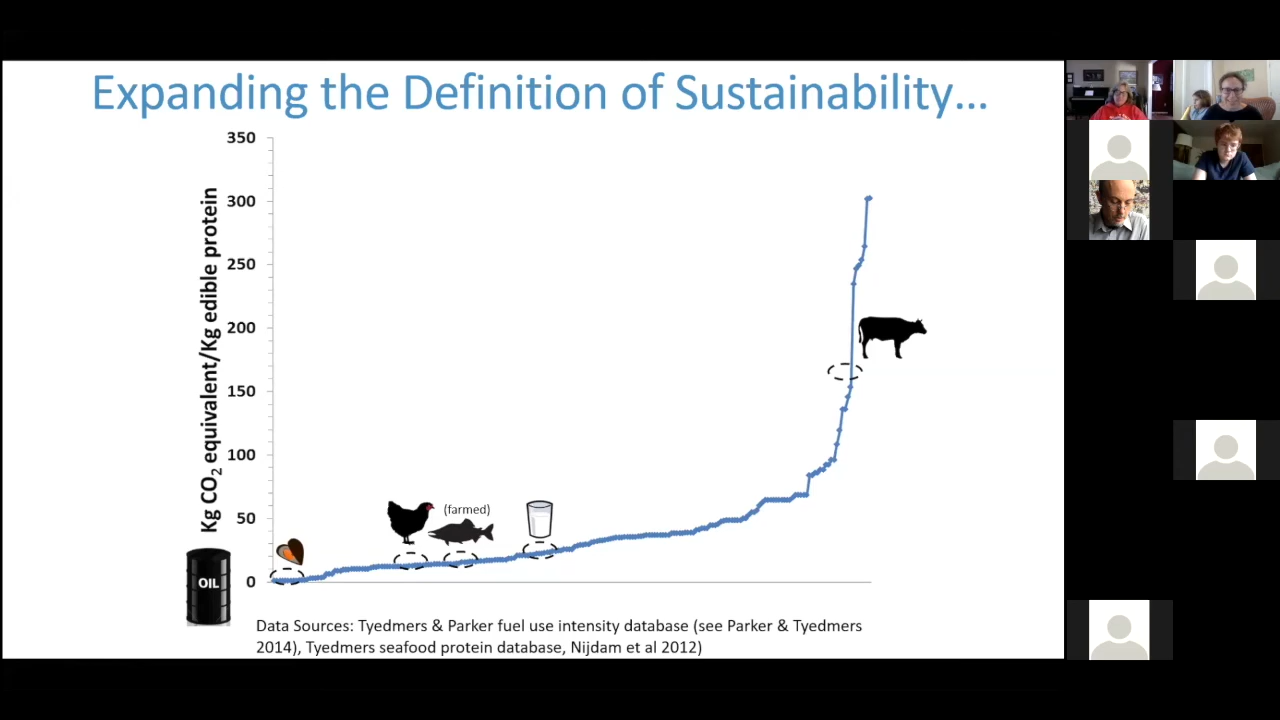 Expanding the Definition of Sustainability...
350
300
250
200
150
100
50
0
Kg CO2 equivalent/Kg edible protein
(farmed)
OIL
Data Sources: Tyedmers & Parker fuel use intensity database (see Parker & Tyedmers
2014), Tyedmers seafood protein database, Nijdam et al 2012)